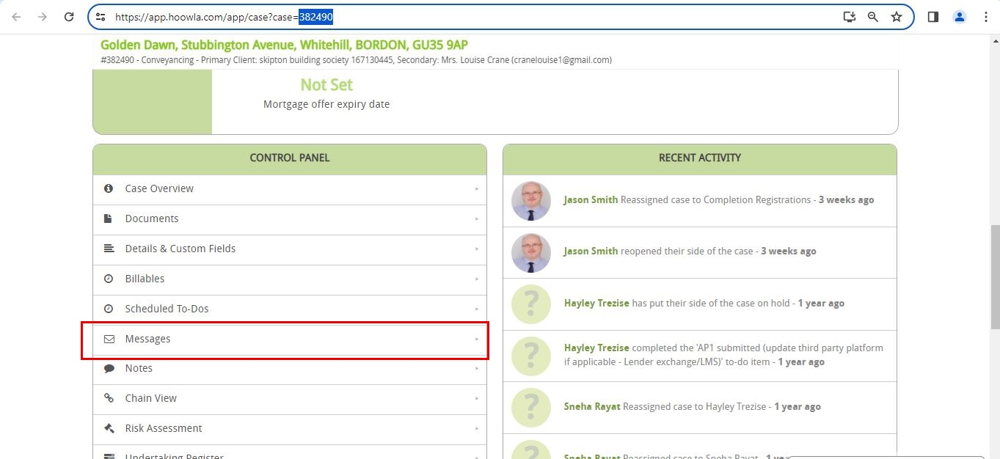 https://app.hoowla.com/app/case?case=382490
Golden Dawn, Stubbington Avenue, Whitehill, BORDON, GU35 9AP
#382490 - Conveyancing - Primary Client: skipton building society 167130445, Secondary: Mrs. Louise Crane (cranelouise1@gmail.com)
Not Set
Mortgage offer expiry date
CONTROL PANEL
Case Overview
Documents
Details & Custom Fields
Billables
Scheduled To-Dos
Messages
Notes
Chain View
Risk Assessment
Undertaking Register
RECENT ACTIVITY
Jason Smith Reassigned case to Completion Registrations - 3 weeks ago
Jason Smith reopened their side of the case - 3 weeks ago
Hayley Trezise has put their side of the case on hold - 1 year ago
Hayley Trezise completed the 'AP1 submitted (update third party platform
if applicable - Lender exchange/LMS)' to-do item - 1 year ago
Sneha Rayat Reassigned case to Hayley Trezise - 1 year ago
Sneha Rayat Reassigned case to Sneha Rayat - 1